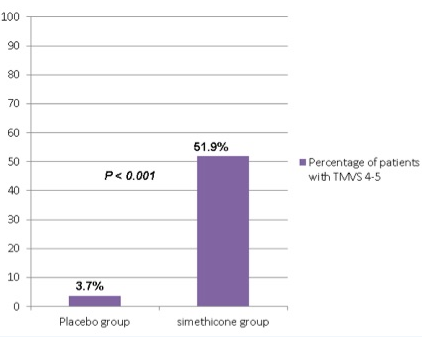 100
90
80
70
60
50
40
30
20
10
0
51.9%
P < 0.001
3.7%
Placebo group
simethicone group
Percentage of patients
with TMVS 4-5